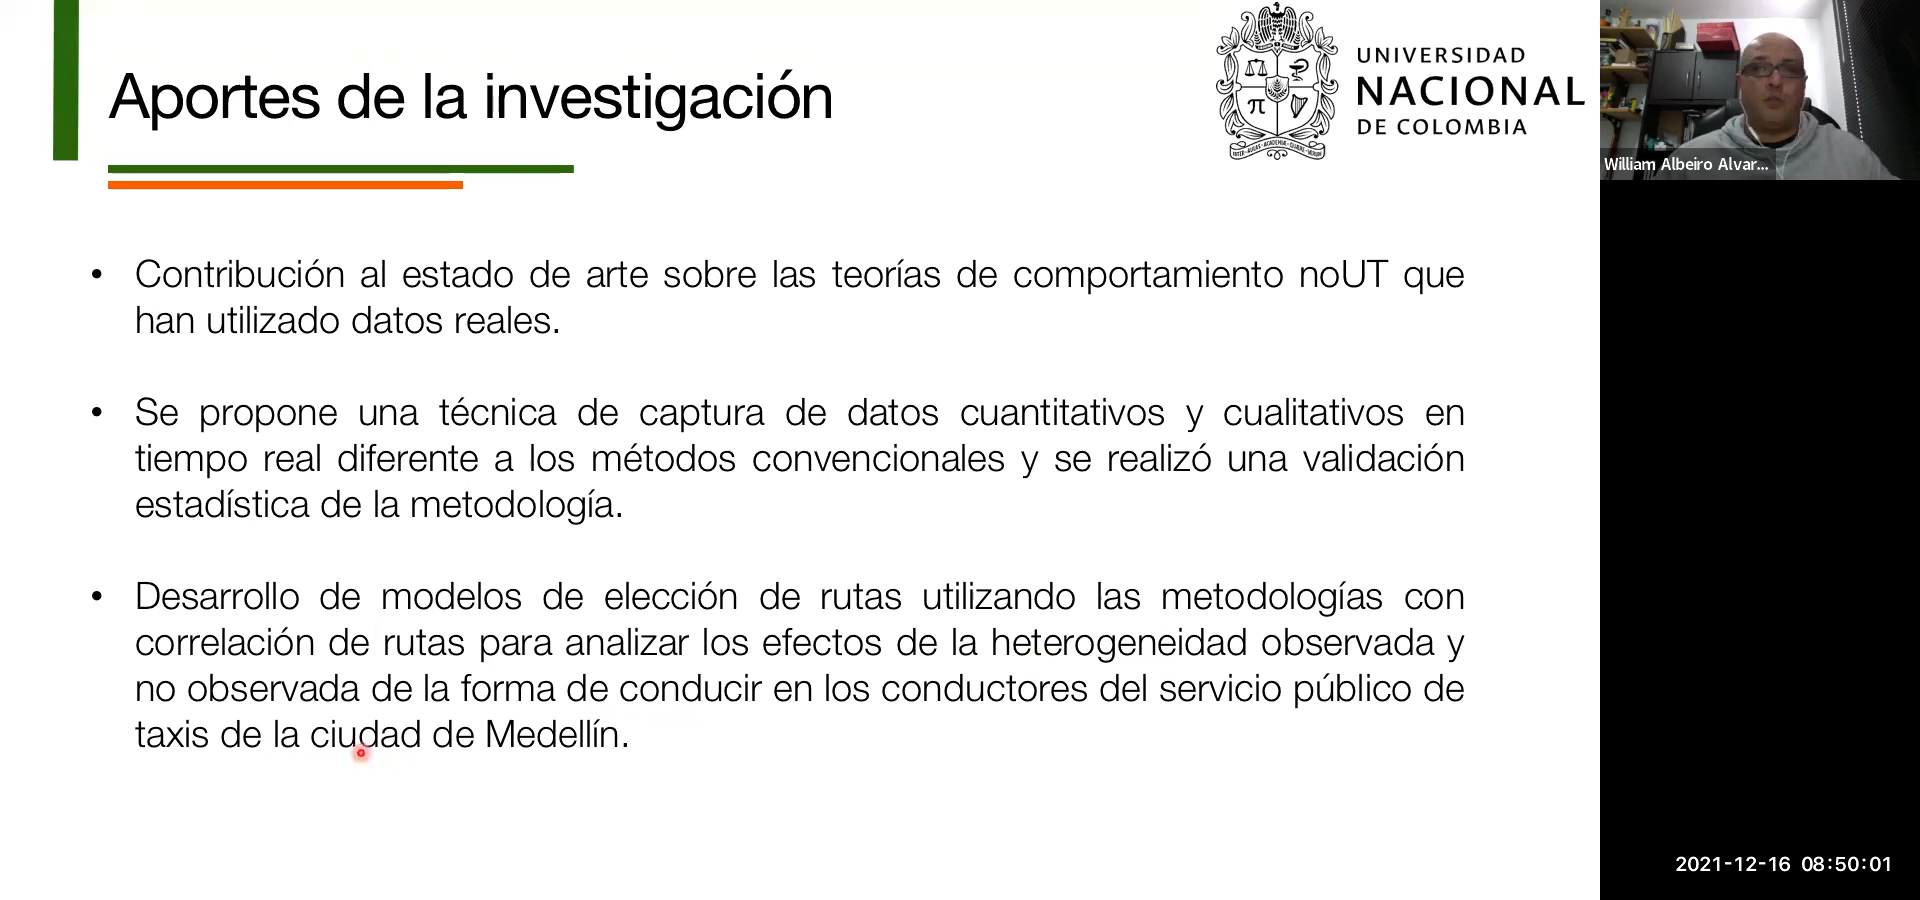 Aportes de la investigación
UNIVERSIDAD
NACIONAL
DE COLOMBIA
William Albeiro Alvar...
• Contribución al estado de arte sobre las teorías de comportamiento noUT que
han utilizado datos reales.
• Se propone una técnica de captura de datos cuantitativos y cualitativos en
tiempo real diferente a los métodos convencionales y se realizó una validación
estadística de la metodología.
• Desarrollo de modelos de elección de rutas utilizando las metodologías con
correlación de rutas para analizar los efectos de la heterogeneidad observada y
no observada de la forma de conducir en los conductores del servicio público de
taxis de la ciudad de Medellín.
2021-12-16 08:50:01